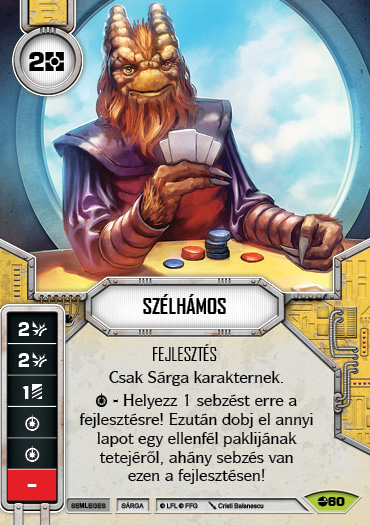 2
SZÉLHÁMOS
FEJLESZTÉS
Csak Sárga karakternek.
- Helyezz 1 sebzést erre a
fejlesztésre! Ezután dobj el annyi
lapot egy ellenfél paklijának
tetejéről, ahány sebzés van
ezen a fejlesztésen!
2
2
1
-
SEMLEGES SÁRGA © LFL © FFG Cristi Balanescu 60